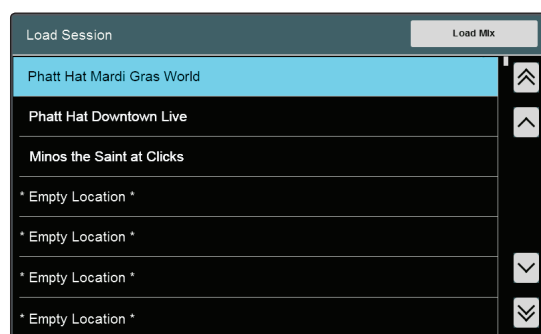 Load Session
Load Mix
Phatt Hat Mardi Gras World
Phatt Hat Downtown Live
Minos the Saint at Clicks
* Empty Location *
* Empty Location *
* Empty Location *
* Empty Location *